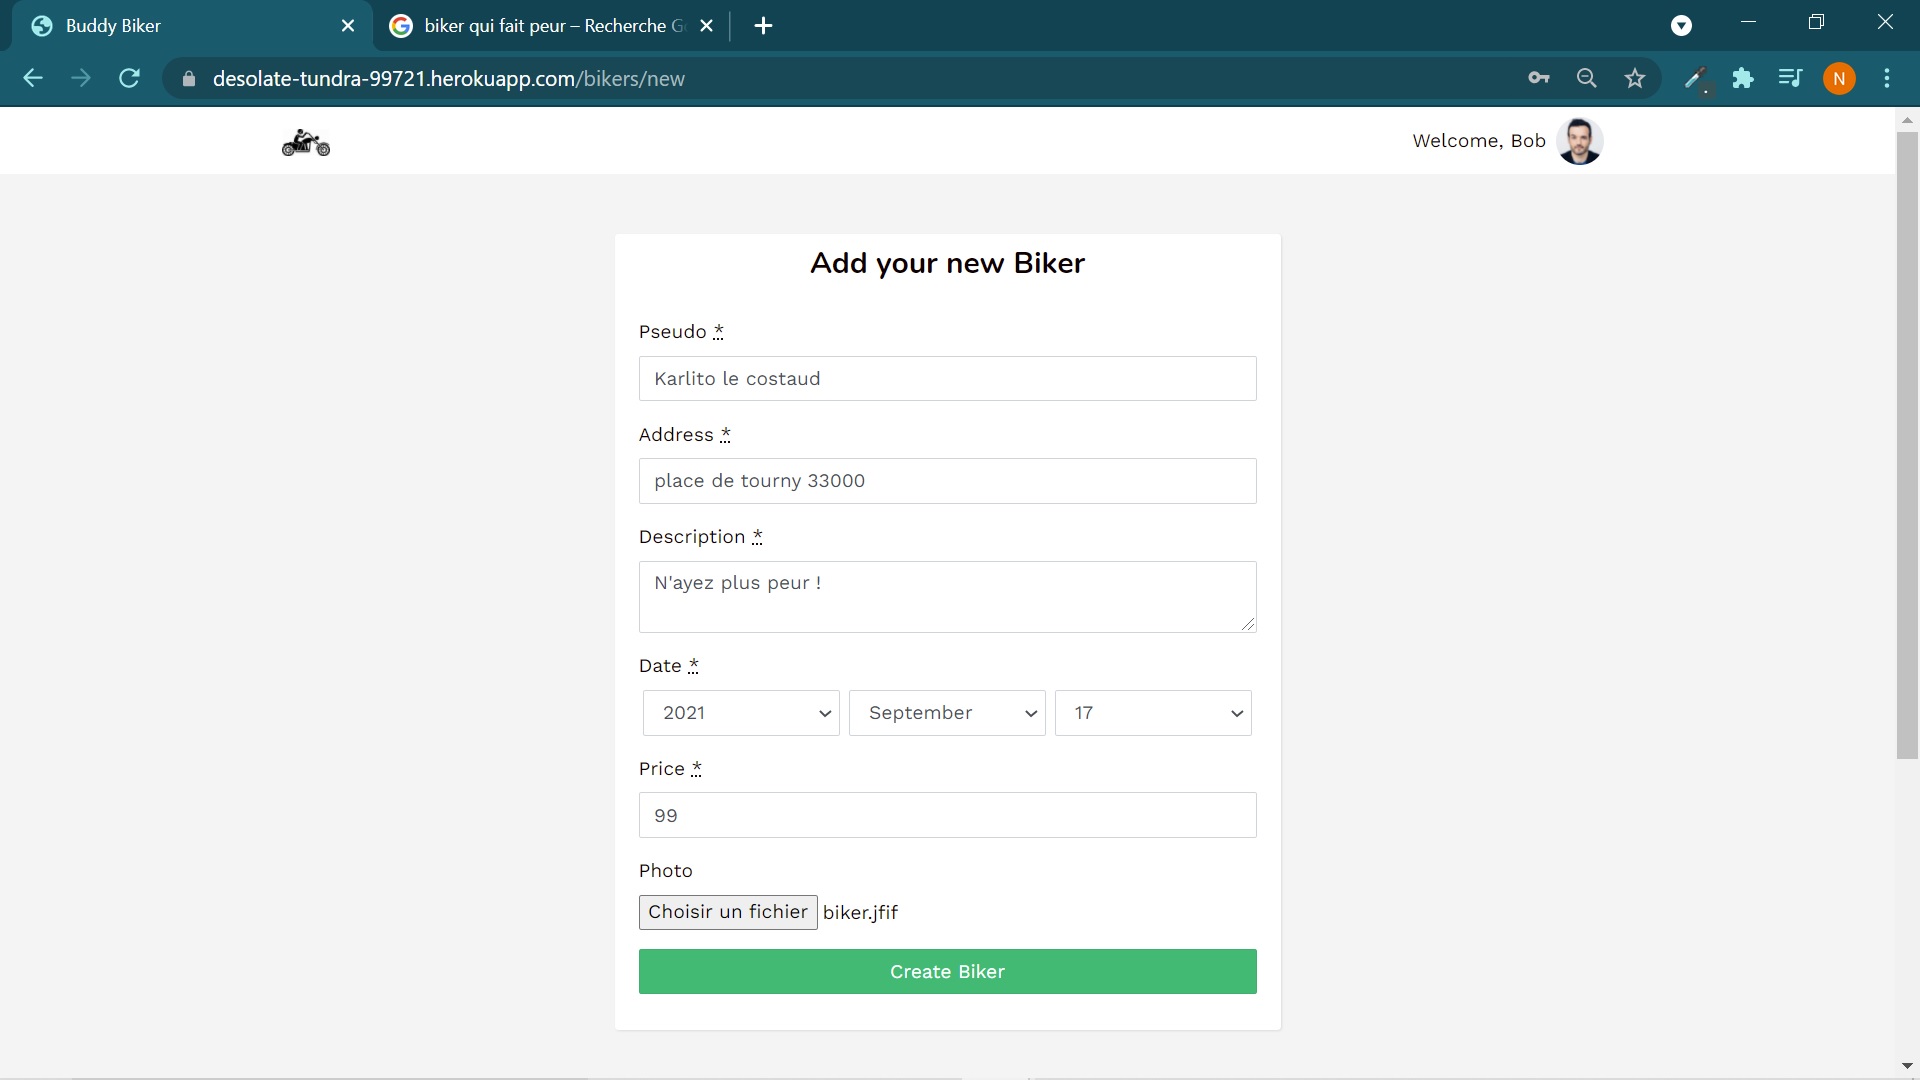 Buddy Biker
biker qui fait peur – Recherche G
desolate-tundra-99721.herokuapp.com/bikers/new
N
Welcome, Bob
Add your new Biker
Pseudo *
Karlito le costaud
Address *
place de tourny 33000
Description *
N'ayez plus peur !
Date *
2021 September 17
Price *
99
Photo
Choisir un fichier biker.jfif
Create Biker